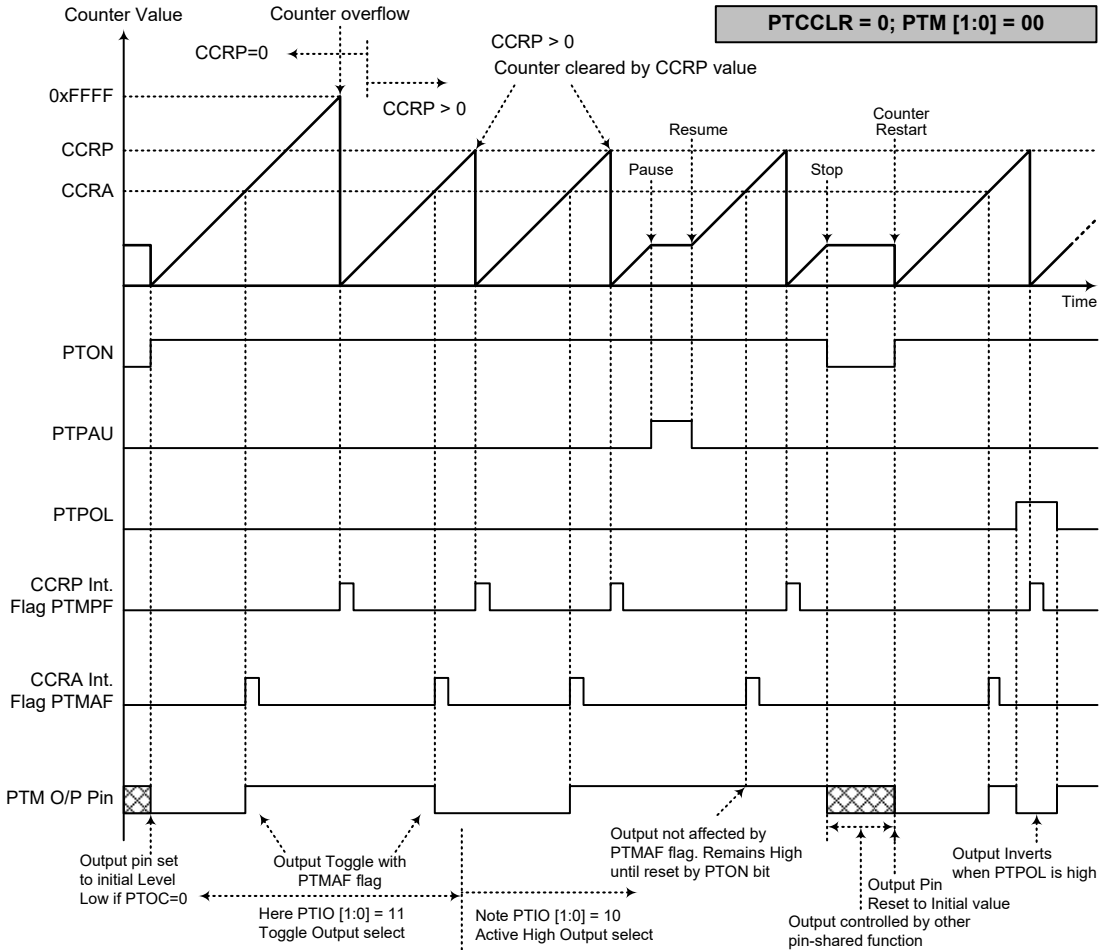 Counter Value
Counter overflow
PTCCLR = 0; PTM [1:0] = 00
CCRP=0
CCRP > 0
CCRP > 0
Counter cleared by CCRP value
0xFFFF
CCRP
CCRA
Pause
Resume
Stop
Counter
Restart
Time
PTON
PTPAU
PTPOL
CCRP Int.
Flag PTMPF
CCRA Int.
Flag PTMAF
PTM O/P Pin
Output pin set
to initial Level
Low if PTOC=0
Output Toggle with
PTMAF flag
Here PTIO [1:0] = 11
Toggle Output select
Note PTIO [1:0] = 10
Active High Output select
Output not affected by
PTMAF flag. Remains High
until reset by PTON bit
Output Pin
Reset to Initial value
Output controlled by other
pin-shared function
Output Inverts
when PTPOL is high